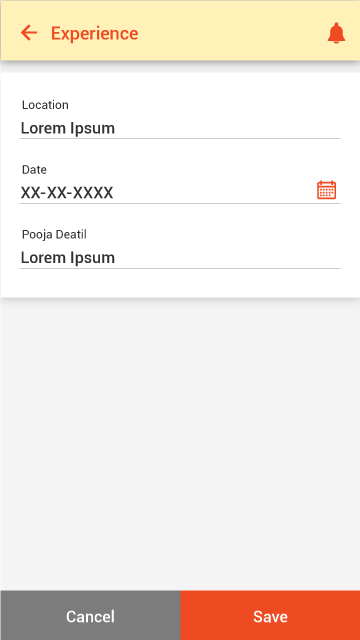 Experience
Location
Lorem Ipsum
Date
XX-XX-XXXX
Pooja Deatil
Lorem Ipsum
Cancel Save